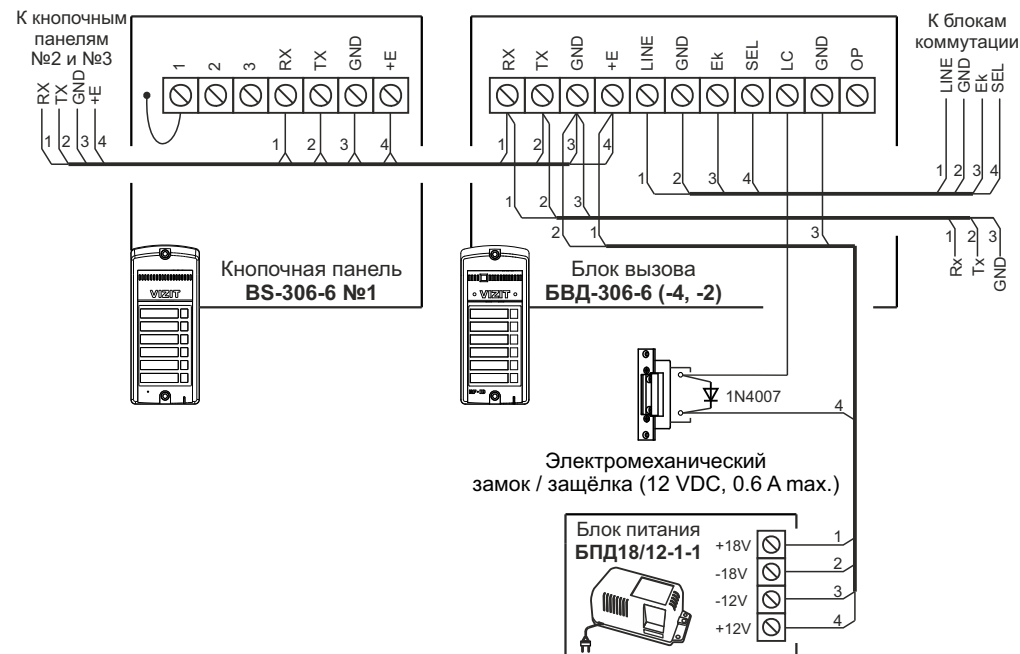 К кнопочным
панелям
№2 и №3
RX
TX
GND
+E
1 2 3 4
1
2
3
RX
TX
GND
+E
1 2 3 4
Кнопочная панель
BS-306-6 №1
VIZIT
RX
TX
GND
+E
LINE
GND
Ek
SEL
LC
GND
OP
1 2 3 4 1 2 3 4
1 2 3 3
2 1
Блок вызова
БВД-306-6 (-4, -2)
VIZIT
К блокам
коммутации
LINE
GND
Ek
SEL
1 2 3 4
1 2 3
Rx
Tx
GND
1N4007
4
Электромеханический
замок / защёлка (12 VDC, 0.6 A max.)
Блок питания
БПД18/12-1-1
+18V 1
-18V 2
-12V 3
+12V 4